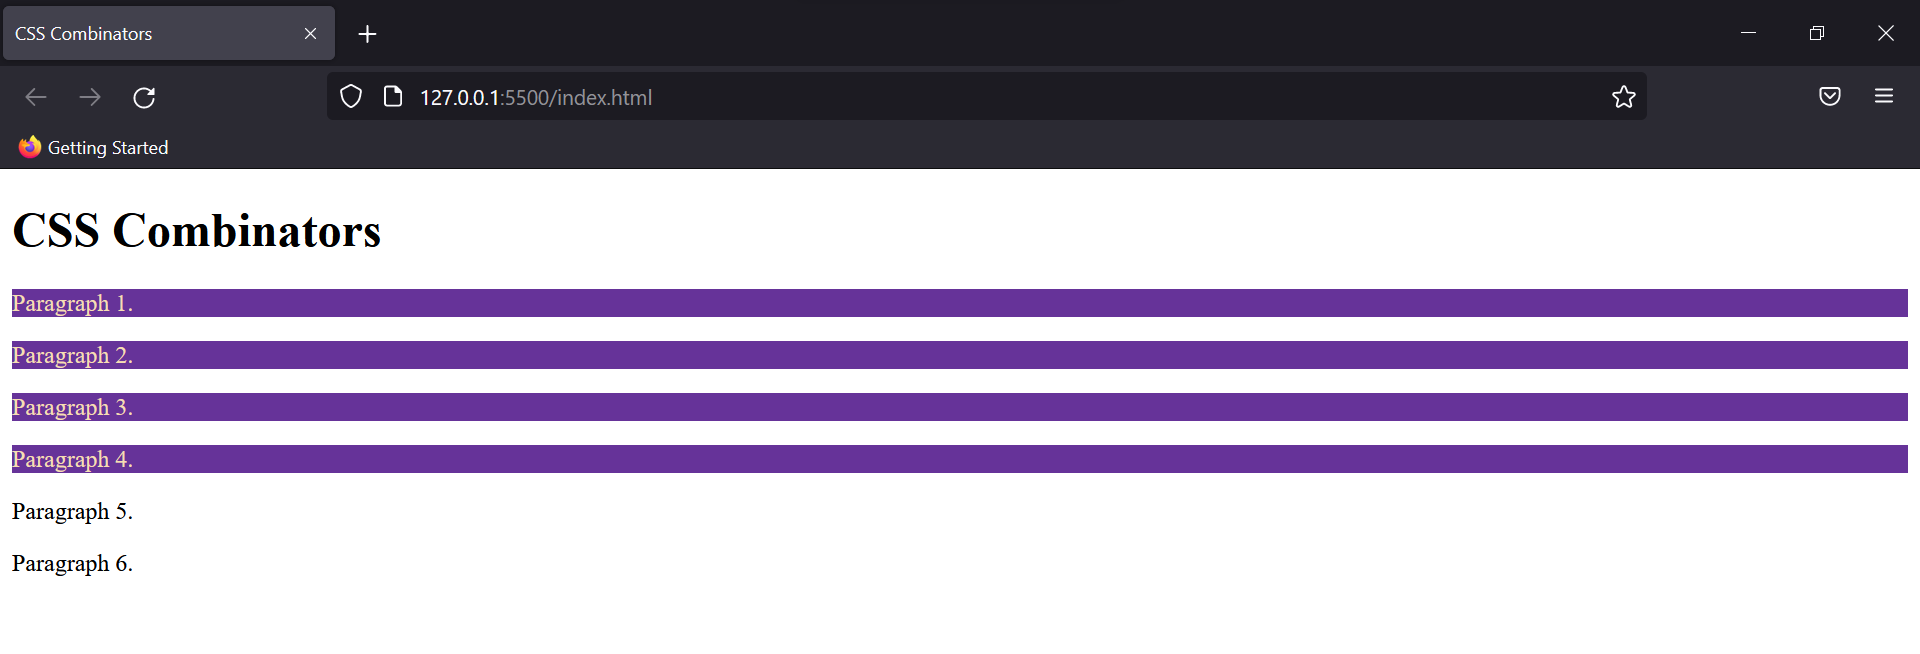 CSS Combinators
127.0.0.1:5500/index.html
Getting Started
CSS Combinators
Paragraph 1.
Paragraph 2.
Paragraph 3.
Paragraph 4.
Paragraph 5.
Paragraph 6.